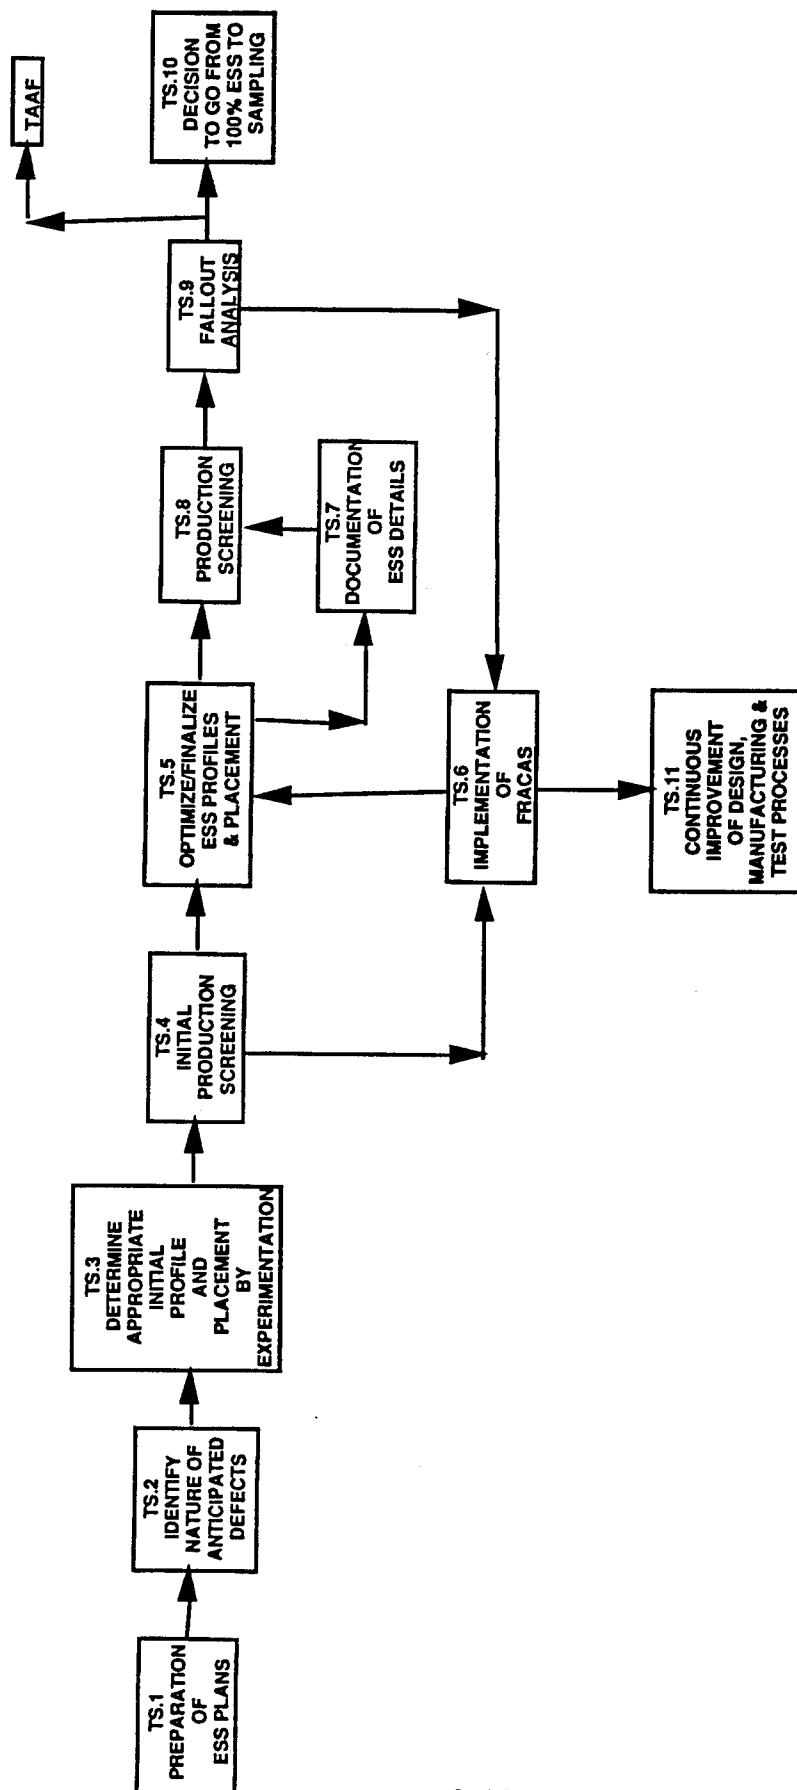 TS.1
PREPARATION
OF
ESS PLANS
TS.2
IDENTIFY
NATURE OF
ANTICIPATED
DEFECTS
TS.3
DETERMINE
APPROPRIATE
INITIAL
PROFILE
AND
PLACEMENT
BY
EXPERIMENTATION
TS.4
INITIAL
PRODUCTION
SCREENING
TS.5
OPTIMIZE/FINALIZE
ESS PROFILES
& PLACEMENT
TS.6
IMPLEMENTATION
OF
FRACAS
TS.7
DOCUMENTATION
OF
ESS DETAILS
TS.8
PRODUCTION
SCREENING
TS.9
FALLOUT
ANALYSIS
TAAF
TS.10
DECISION
TO GO FROM
100% ESS TO
SAMPLING
TS.11
CONTINUOUS
IMPROVEMENT
OF DESIGN,
MANUFACTURING &
TEST PROCESSES